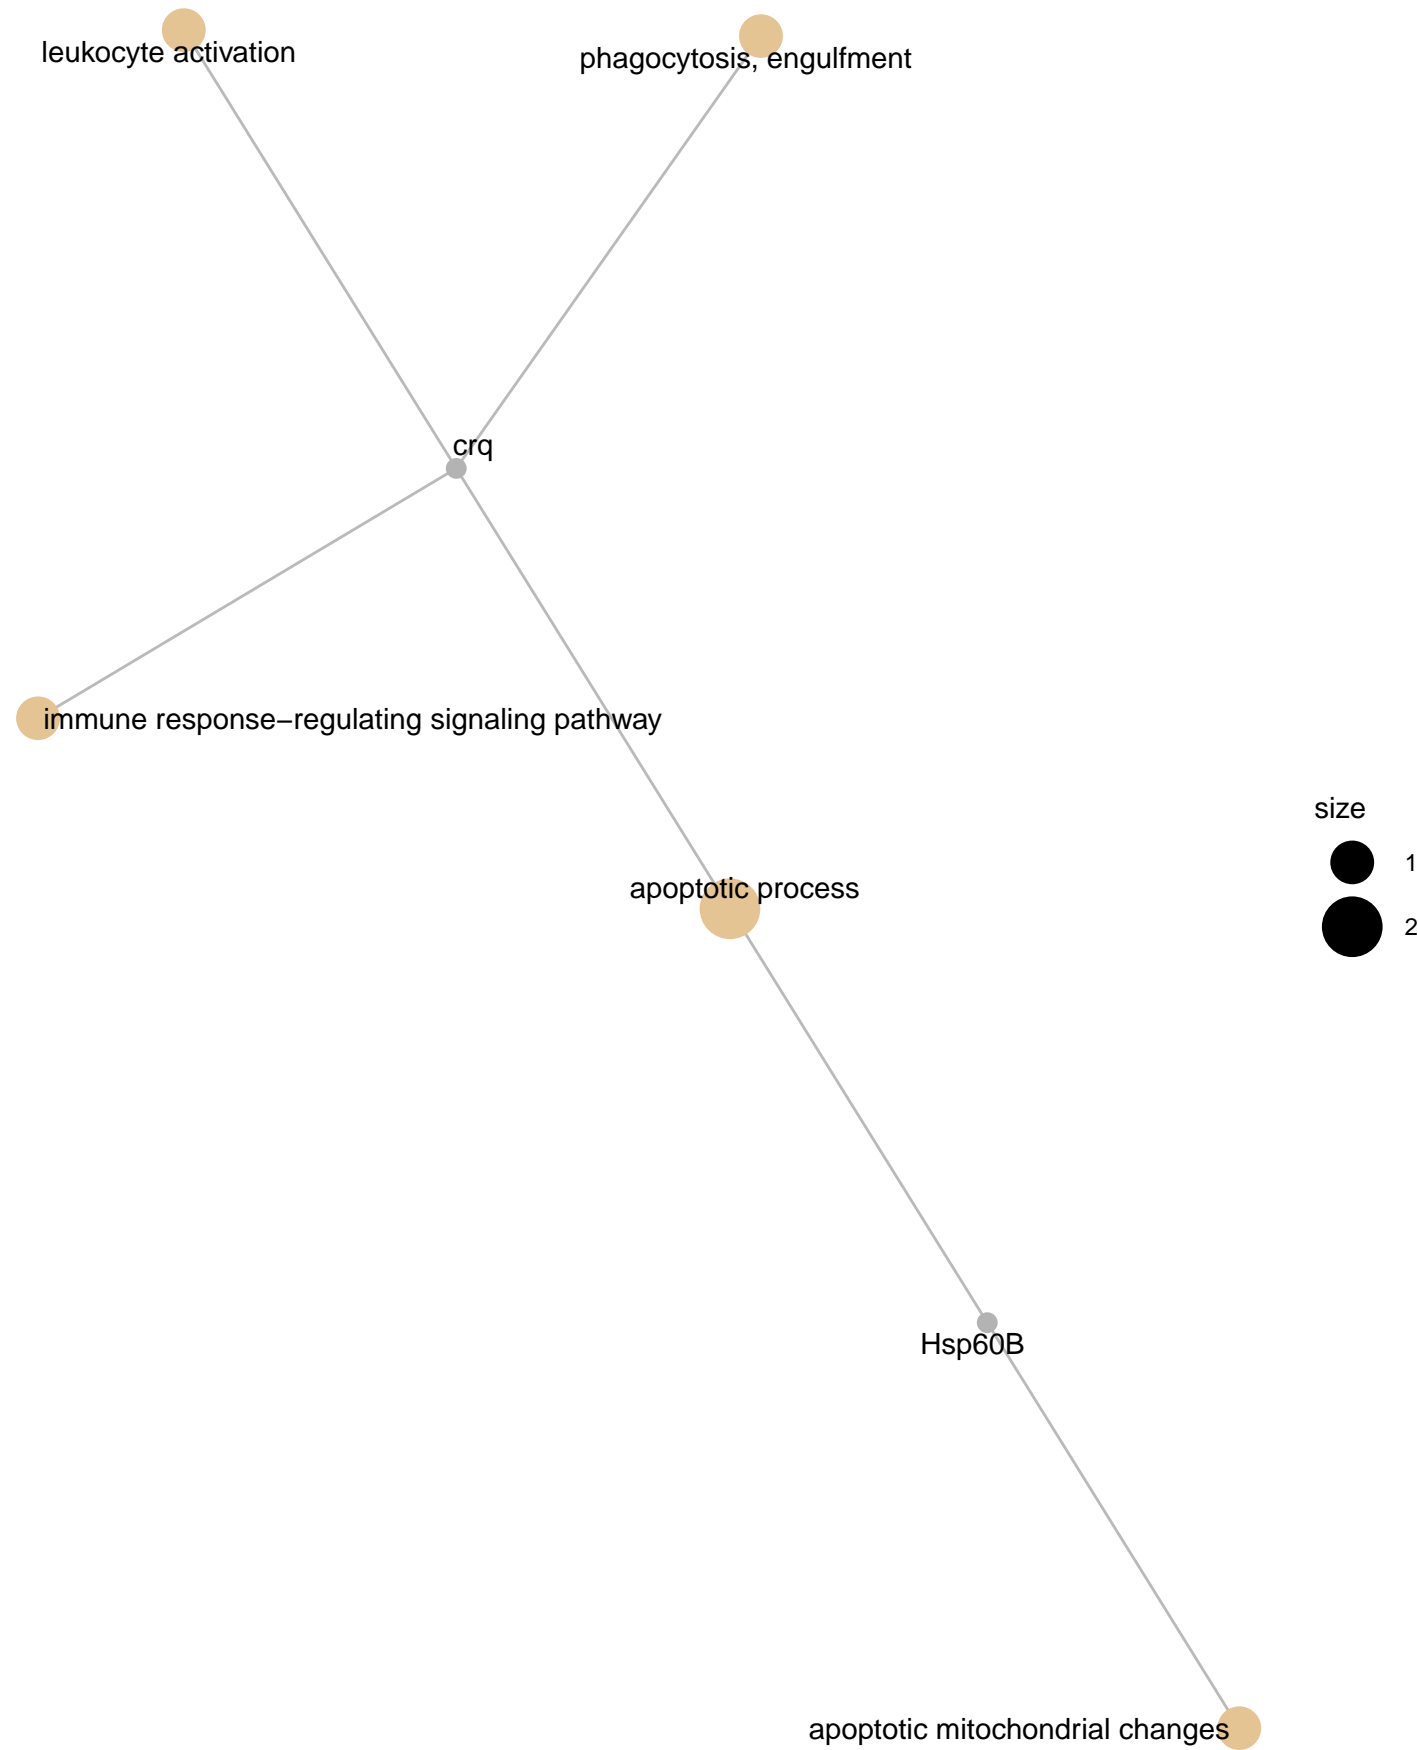 leukocyte activation
phagocytosis, engulfment
crq
immune response−regulating signaling pathway
size
1
2
apoptotic process
Hsp60B
apoptotic mitochondrial changes